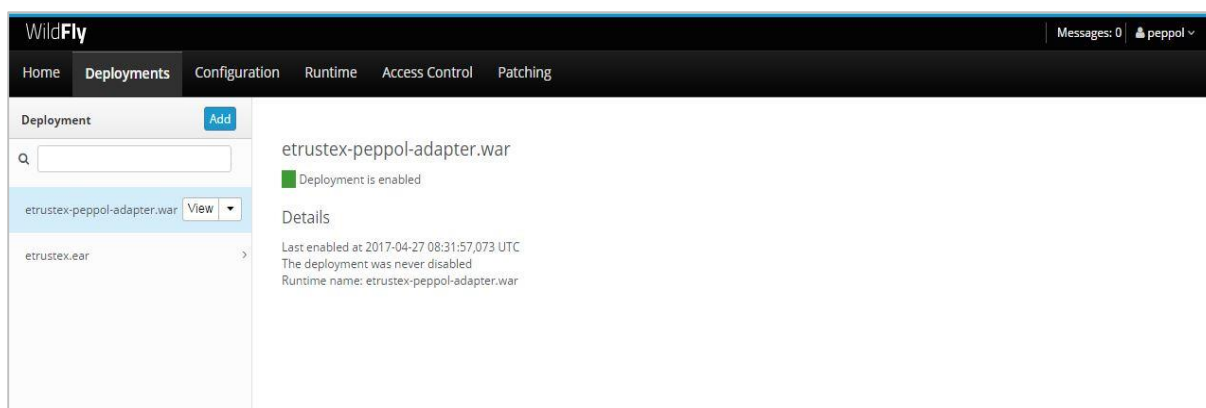 WildFly
Messages: 0 peppol
Home Deployments Configuration Runtime Access Control Patching
Deployment Add
etrustex-peppol-adapter.war View
etrustex.ear
etrustex-peppol-adapter.war
Deployment is enabled
Details
Last enabled at 2017-04-27 08:31:57,073 UTC
The deployment was never disabled
Runtime name: etrustex-peppol-adapter.war